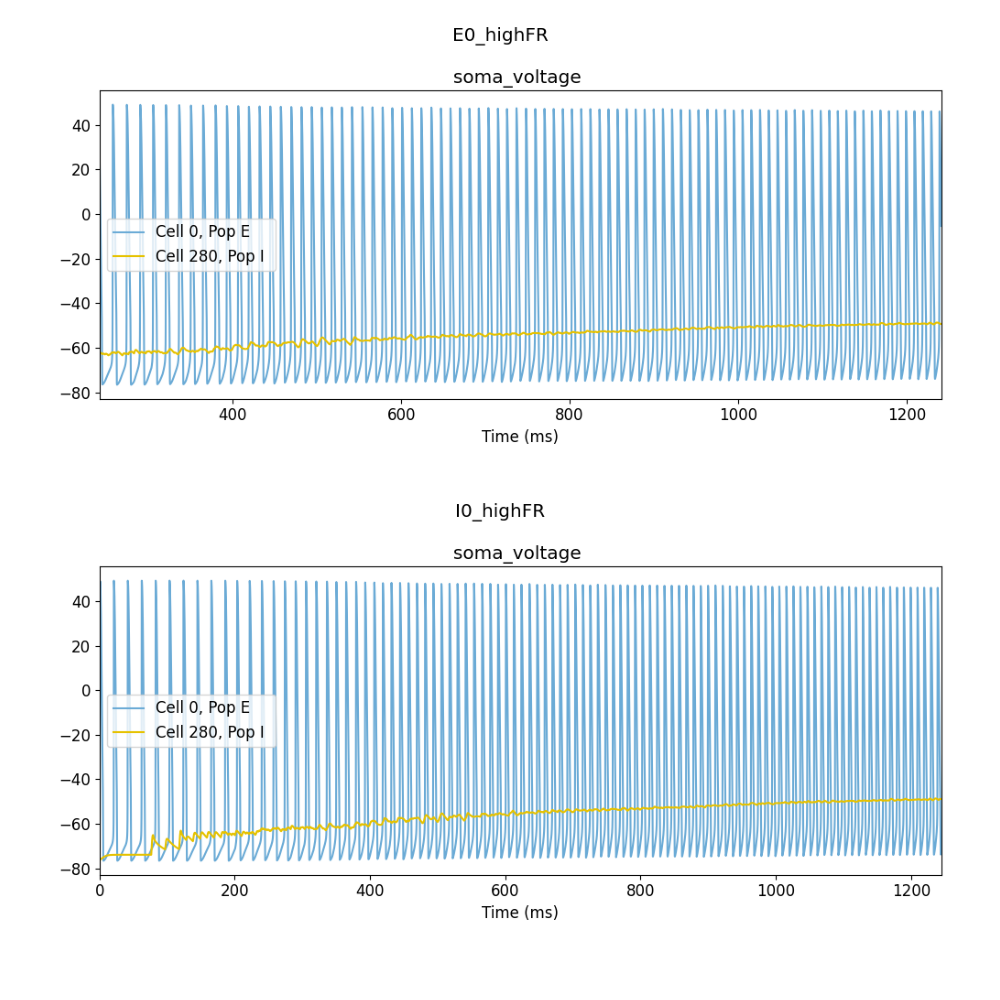 E0_highFR
soma_voltage
40
20
0
−20
−40
−60
−80
Cell 0, Pop E
Cell 280, Pop I
400 600 800 1000 1200
Time (ms)
I0_highFR
soma_voltage
40
20
0
−20
−40
−60
−80
Cell 0, Pop E
Cell 280, Pop I
0 200 400 600 800 1000 1200
Time (ms)